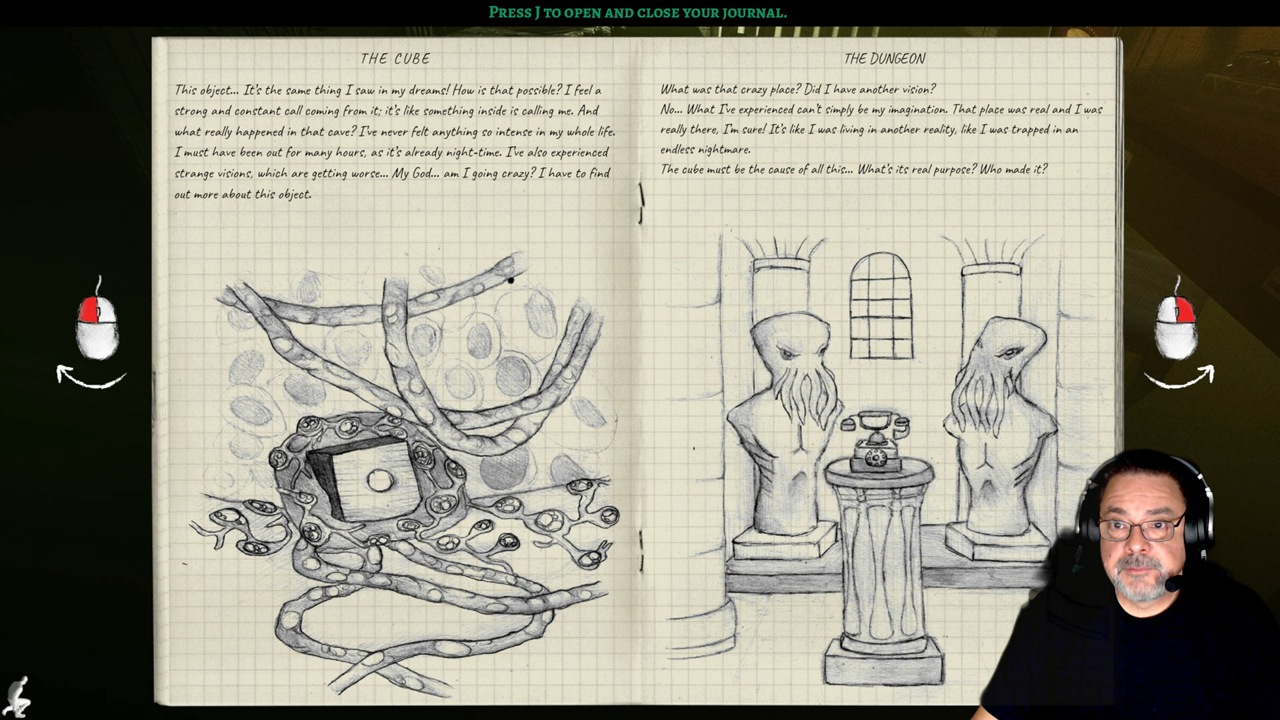 PRESS J TO OPEN AND CLOSE YOUR JOURNAL.
THE CUBE
This object... It's the same thing I saw in my dreams! How is that possible? I feel a
strong and constant call coming from it; it's like something inside is calling me. And
what really happened in that cave? I've never felt anything so intense in my whole life.
I must have been out for many hours, as it's already night-time. I've also experienced
strange visions, which are getting worse... My God... am I going crazy? I have to find
out more about this object.
THE DUNGEON
What was that crazy place? Did I have another vision?
No... What I've experienced can't simply be my imagination. That place was real and I was
really there, I'm sure! It's like I was living in another reality, like I was trapped in an
endless nightmare.
The cube must be the cause of all this... What's its real purpose? Who made it?